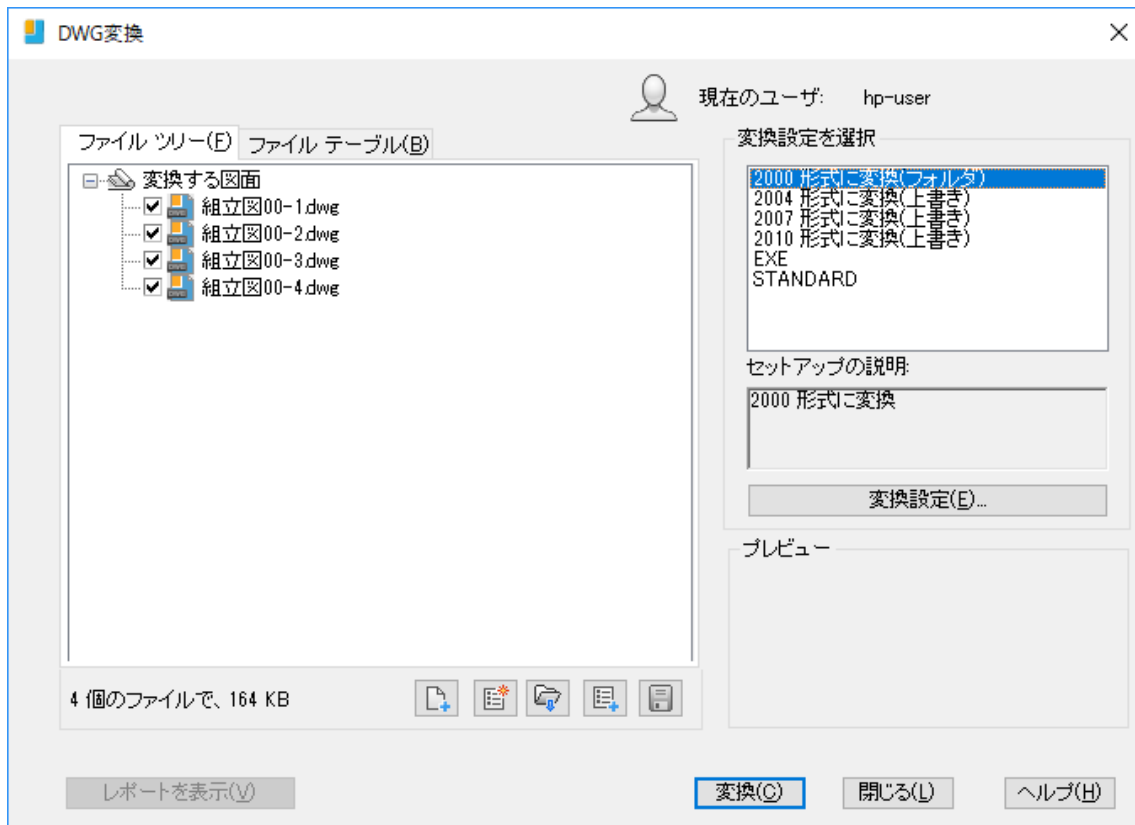 DWG変換
現在のユーザ: hp-user
ファイル ツリー(F)
ファイル テーブル(B)
変換する図面
組立図00-1.dwg
組立図00-2.dwg
組立図00-3.dwg
組立図00-4.dwg
4 個のファイルで、164 KB
変換設定を選択
2000 形式に変換(フォルダ)
2004 形式に変換(上書き)
2007 形式に変換(上書き)
2010 形式に変換(上書き)
EXE
STANDARD
セットアップの説明:
2000 形式に変換
変換設定(E)...
プレビュー
レポートを表示(V)
変換(C)
閉じる(L)
ヘルプ(H)